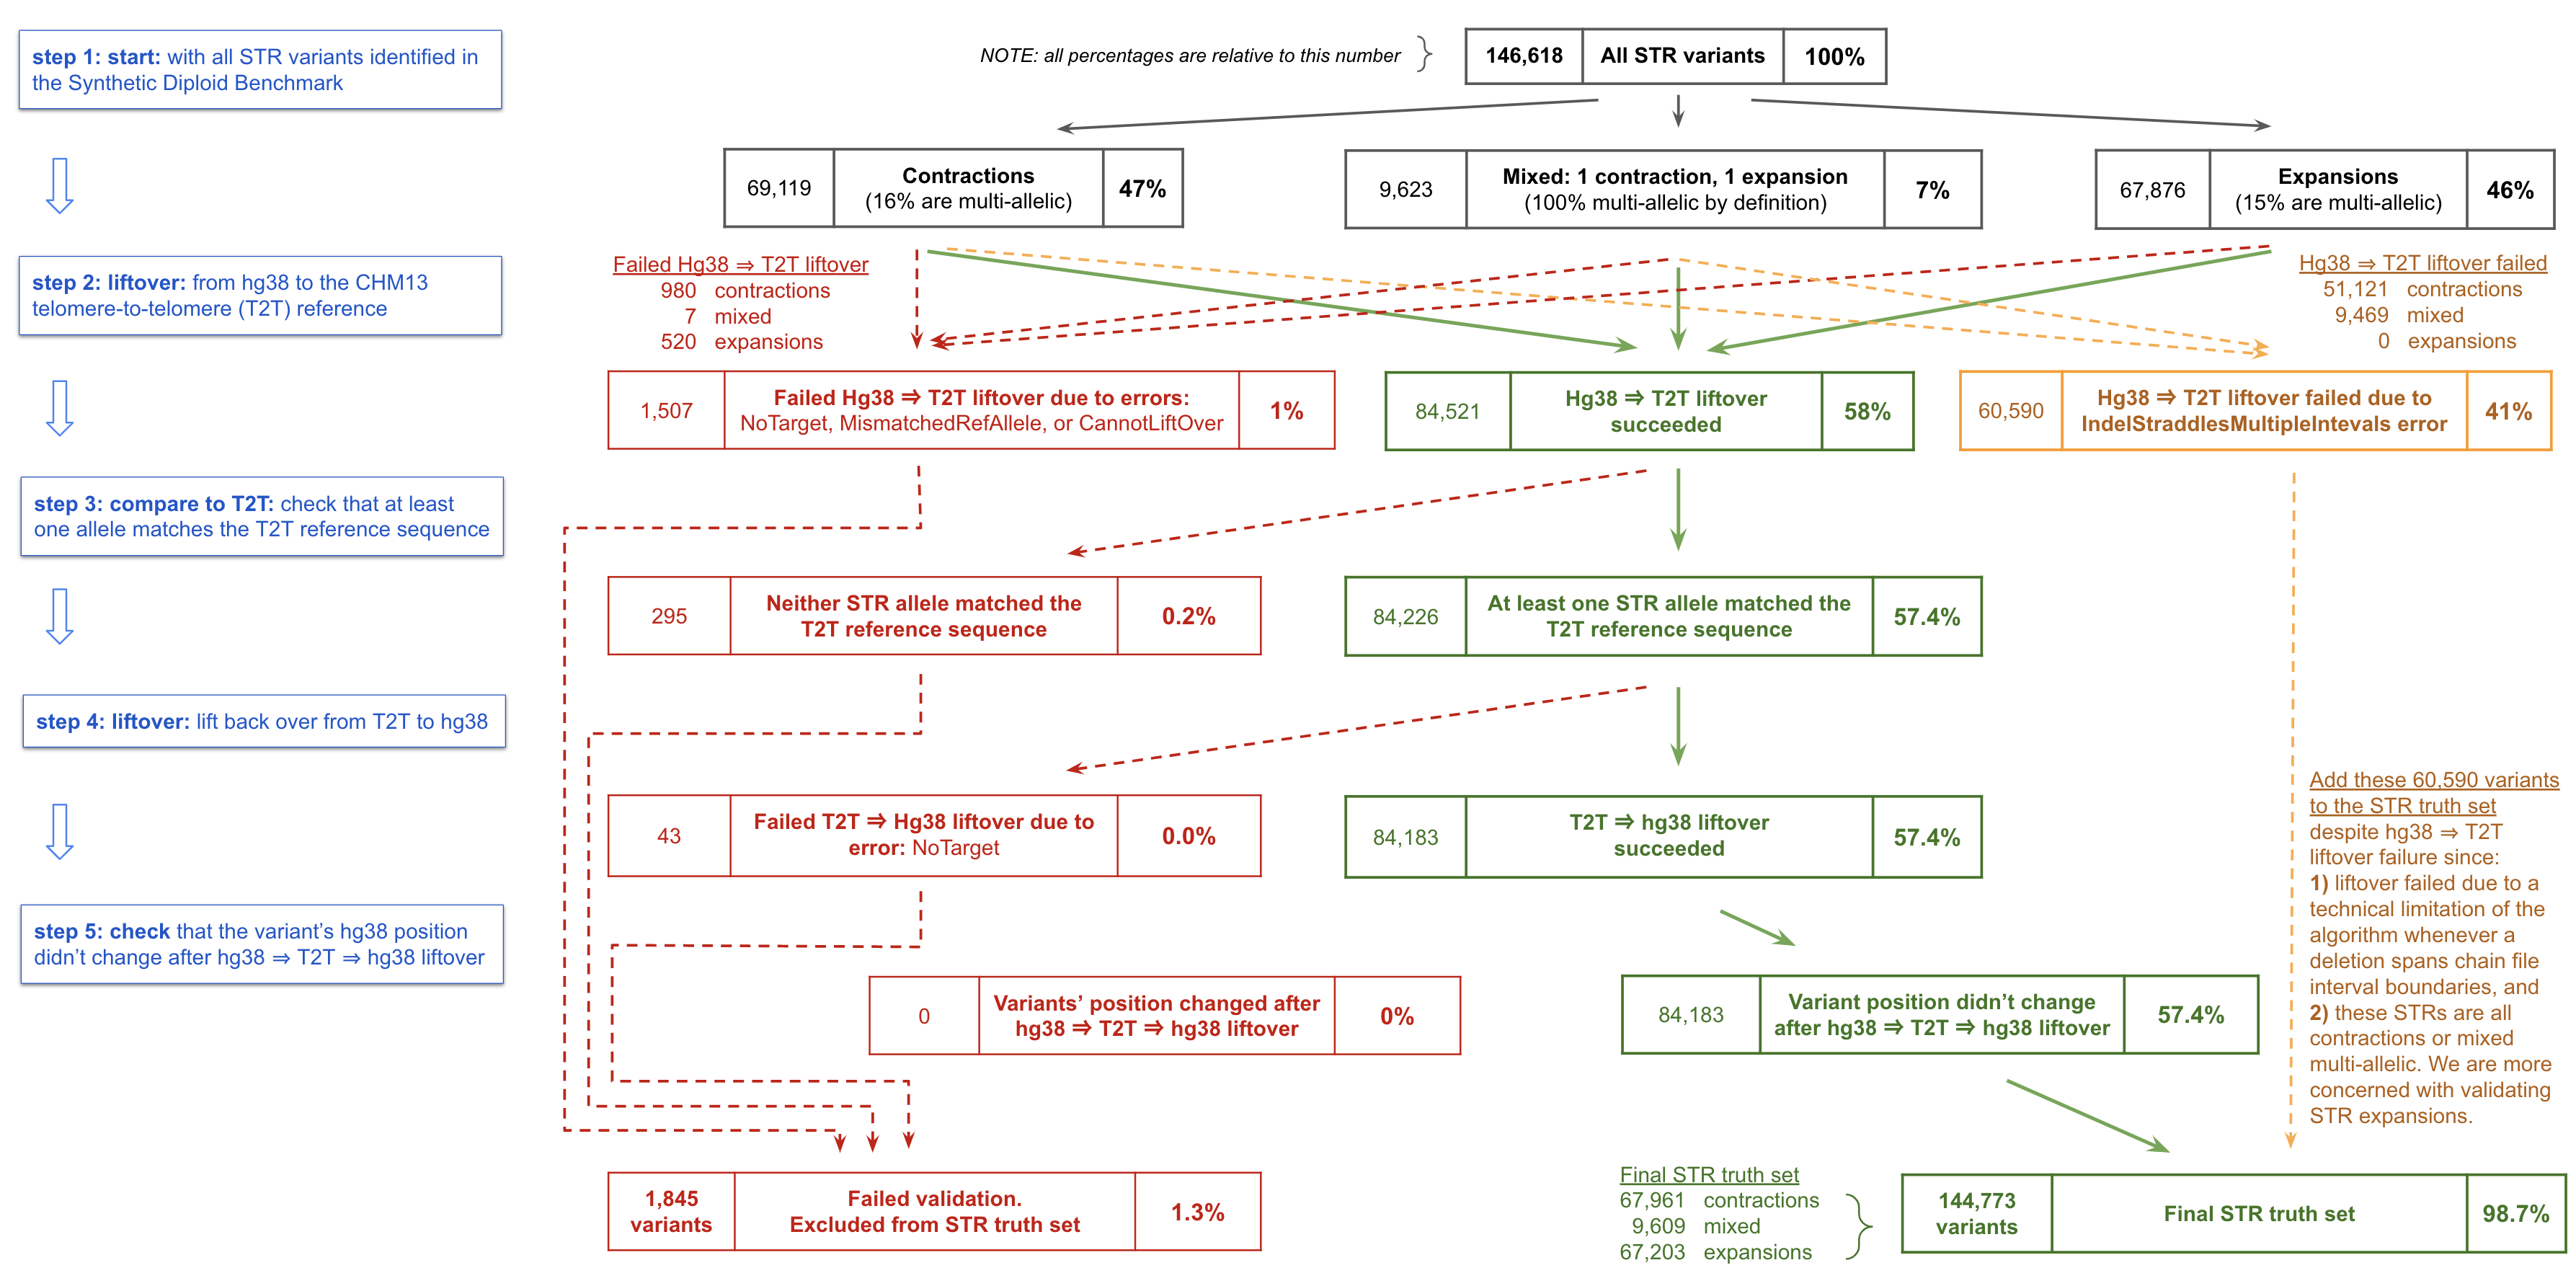 step 1: start: with all STR variants identified in
the Synthetic Diploid Benchmark
NOTE: all percentages are relative to this number
146,618 All STR variants 100%
69,119 Contractions 47%
(16% are multi-allelic)
9,623 Mixed: 1 contraction, 1 expansion 7%
(100% multi-allelic by definition)
67,876 Expansions 46%
(15% are multi-allelic)
step 2: liftover: from hg38 to the CHM13
telomere-to-telomere (T2T) reference
Failed Hg38 ⇒ T2T liftover
980 contractions
7 mixed
520 expansions
Hg38 ⇒ T2T liftover failed
51,121 contractions
9,469 mixed
0 expansions
1,507 Failed Hg38 ⇒ T2T liftover due to errors: 1%
NoTarget, MismatchedRefAllele, or CannotLiftOver
84,521 Hg38 ⇒ T2T liftover 58%
succeeded
60,590 Hg38 ⇒ T2T liftover failed due to 41%
IndelStraddlesMultipleIntevals error
step 3: compare to T2T: check that at least
one allele matches the T2T reference sequence
295 Neither STR allele matched the 0.2%
T2T reference sequence
84,226 At least one STR allele matched the 57.4%
T2T reference sequence
step 4: liftover: lift back over from T2T to hg38
43 Failed T2T ⇒ Hg38 liftover due to 0.0%
error: NoTarget
84,183 T2T ⇒ hg38 liftover 57.4%
succeeded
Add these 60,590 variants
to the STR truth set
despite hg38 ⇒ T2T
liftover failure since:
1) liftover failed due to a
technical limitation of the
algorithm whenever a
deletion spans chain file
interval boundaries, and
2) these STRs are all
contractions or mixed
multi-allelic. We are more
concerned with validating
STR expansions.
step 5: check that the variant's hg38 position
didn't change after hg38 ⇒ T2T ⇒ hg38 liftover
0 Variants' position changed after 0%
hg38 ⇒ T2T ⇒ hg38 liftover
84,183 Variant position didn't change 57.4%
after hg38 ⇒ T2T ⇒ hg38 liftover
1,845 Failed validation. 1.3%
variants Excluded from STR truth set
Final STR truth set
67,961 contractions
9,609 mixed
67,203 expansions
144,773 Final STR truth set 98.7%
variants